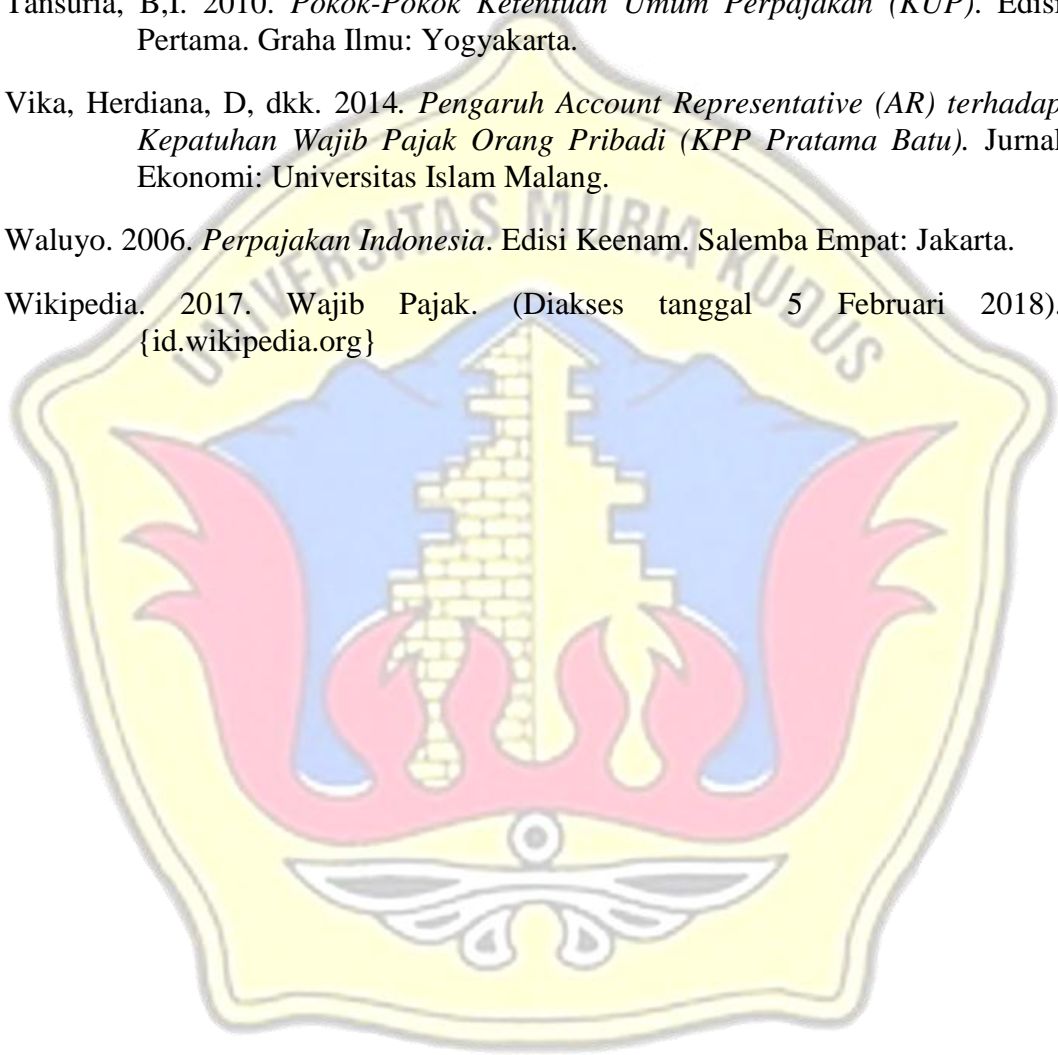 Tansuria, B,I. 2010. Pokok-Pokok Ketentuan Umum Perpajakan (KUP). Edisi
Pertama. Graha Ilmu: Yogyakarta.
Vika, Herdiana, D, dkk. 2014. Pengaruh Account Representative (AR) terhadap
Kepatuhan Wajib Pajak Orang Pribadi (KPP Pratama Batu). Jurnal
Ekonomi: Universitas Islam Malang.
Waluyo. 2006. Perpajakan Indonesia. Edisi Keenam. Salemba Empat: Jakarta.
Wikipedia. 2017. Wajib Pajak. (Diakses tanggal 5 Februari 2018).
{id.wikipedia.org}
UNIVERSITAS MURIA KUDUS